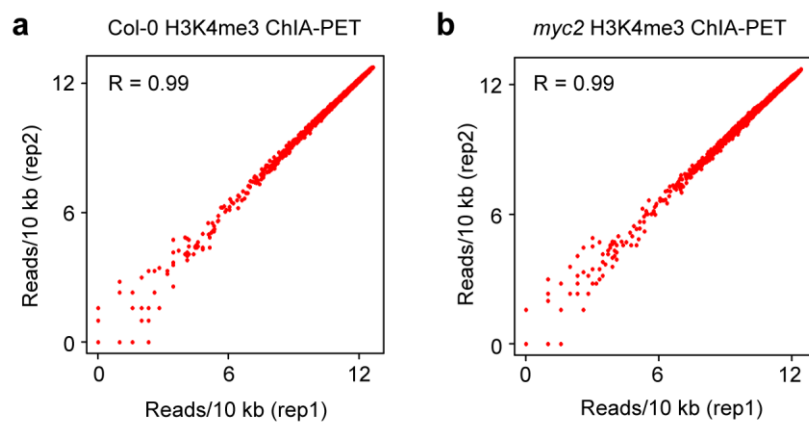 a
Col-0 H3K4me3 ChIA-PET
R = 0.99
Reads/10 kb (rep2)
12
6
0
0 6 12
Reads/10 kb (rep1)
b
myc2 H3K4me3 ChIA-PET
R = 0.99
Reads/10 kb (rep2)
12
6
0
0 6 12
Reads/10 kb (rep1)